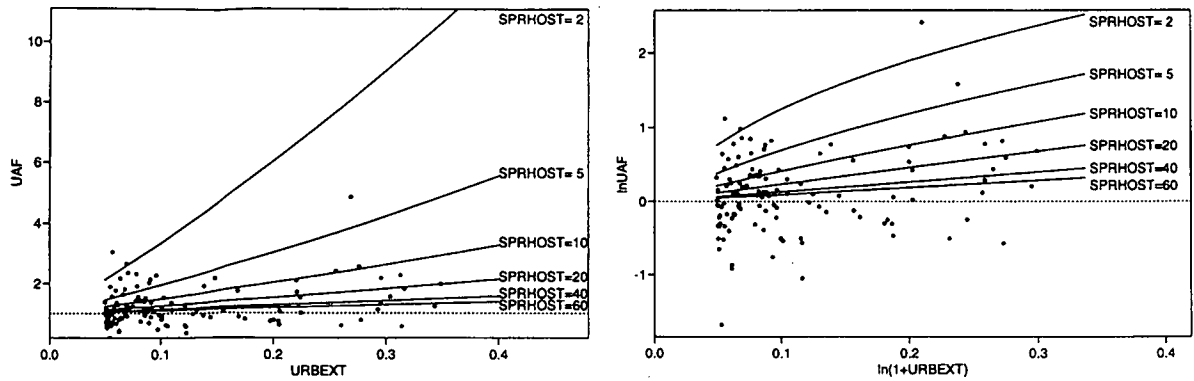 UAF
10
8
6
4
2
0.0
0.1
0.2
0.3
0.4
URBEXT
SPRHOST= 2
SPRHOST= 5
SPRHOST=10
SPRHOST=20
SPRHOST=40
SPRHOST=60
lnUAF
2
1
0
-1
0.0
0.1
0.2
0.3
0.4
ln(1+URBEXT)
SPRHOST= 2
SPRHOST= 5
SPRHOST=10
SPRHOST=20
SPRHOST=40
SPRHOST=60